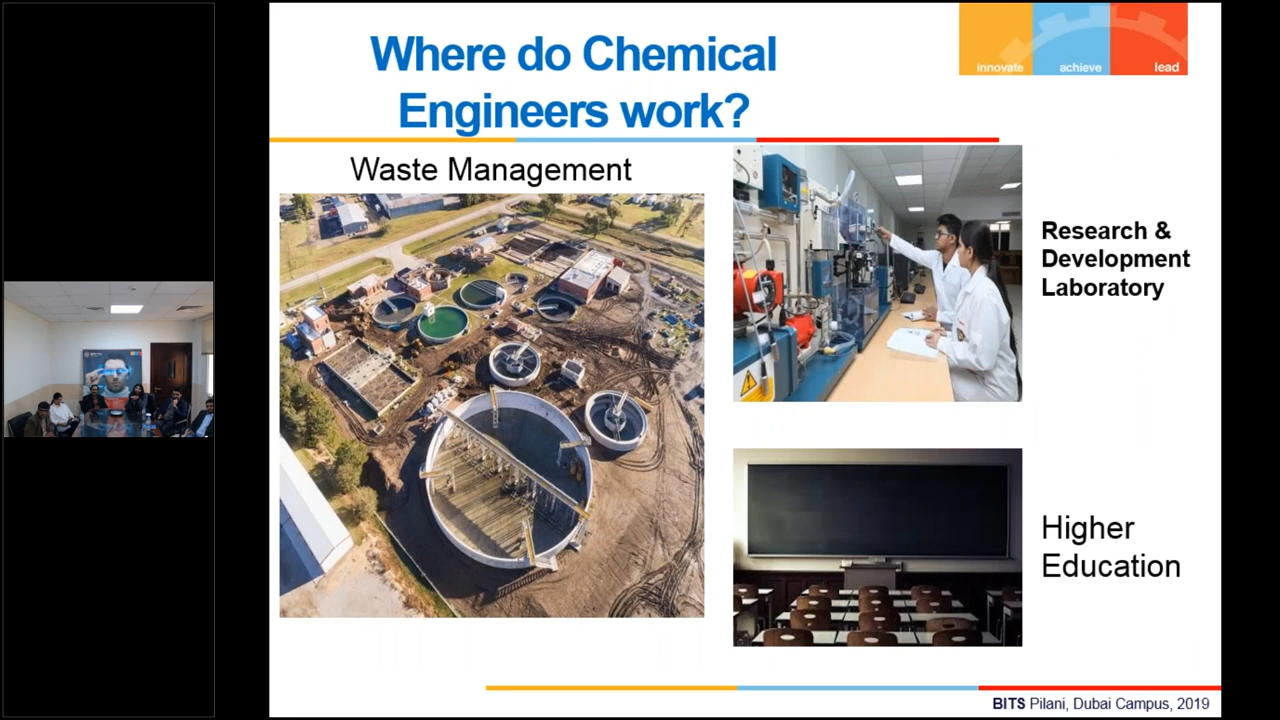 Where do Chemical
Engineers work?
innovate achieve lead
Waste Management
Research &
Development
Laboratory
Higher
Education
BITS Pilani, Dubai Campus, 2019